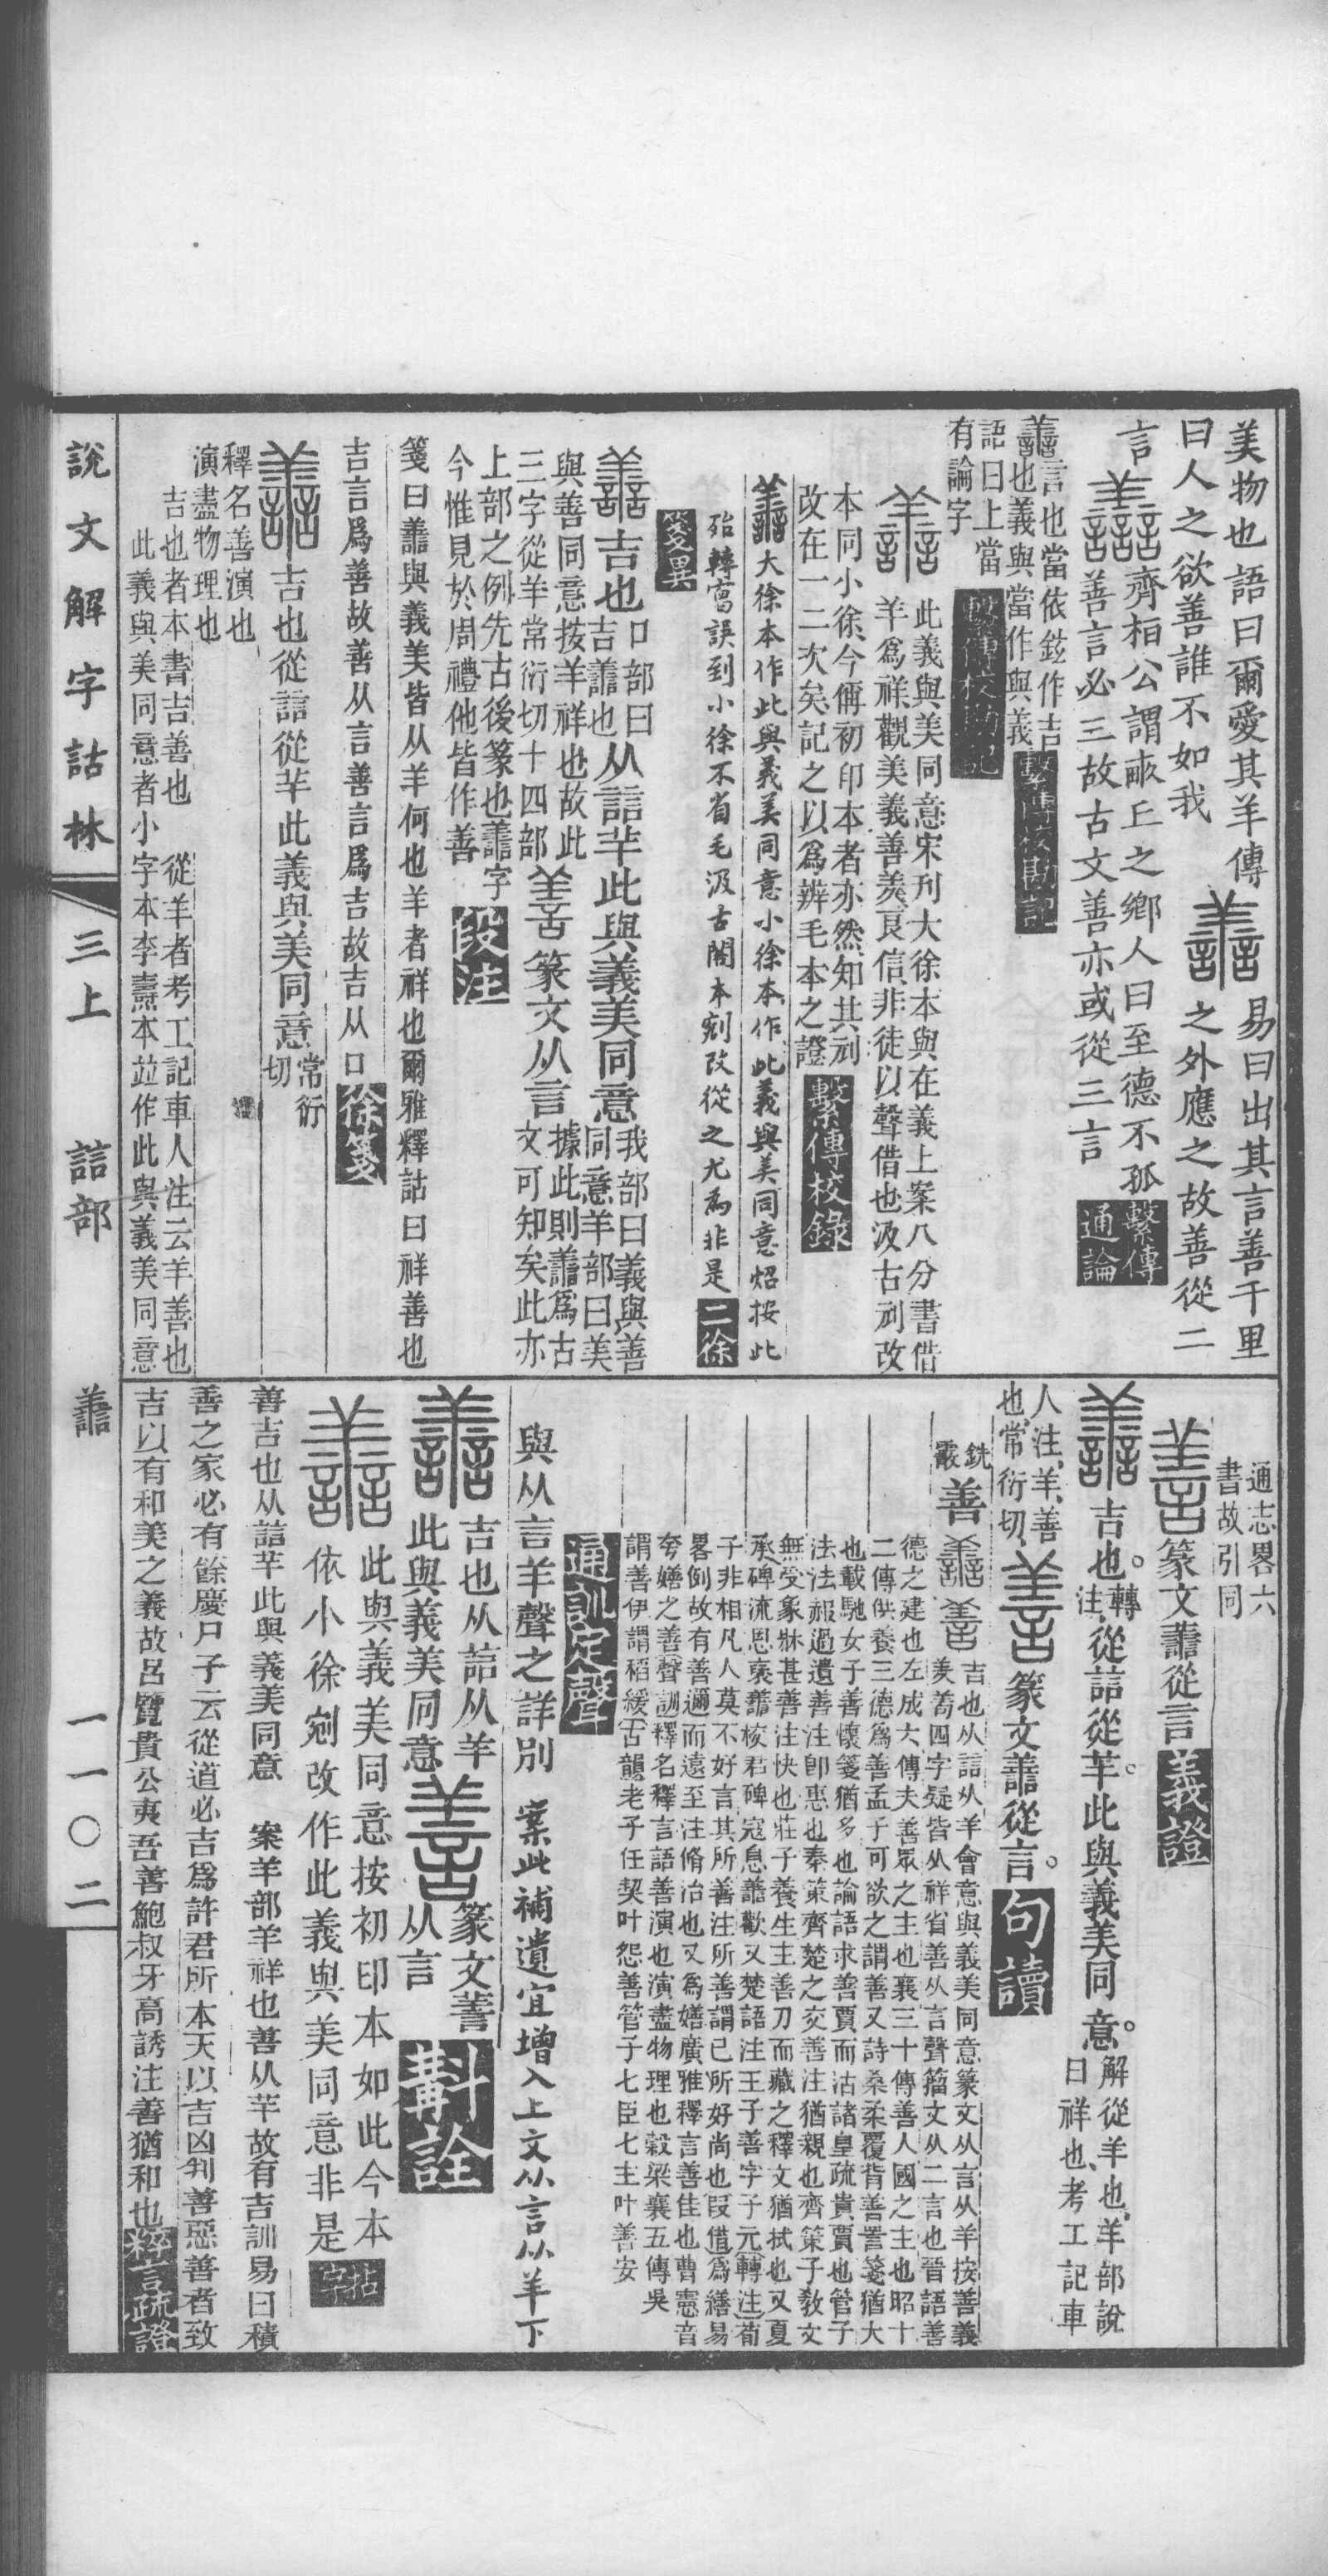 美物也語曰爾愛其羊傳
曰人之欲善誰不如我
譱
易曰出其言善千里
之外應之故善從二
言
譱
齊桓公謂畞丘之鄉人曰至德不孤
善言必三故古文善亦或從三言
繫傳
通論
譱言也當依鉉作吉
也義與當作與義
繫傳校勘記
語曰上當
有論字
繫傳校勘記
譱
此義與美同意宋刊大徐本與在義上案八分書借
羊爲祥觀美義善羑㫐信非徒以聲借也汲古刓改
本同小徐今偁初印本者亦然知其刓
改在一二次矣記之以爲辨毛本之證
繫傳校錄
譱大徐本作此與義美同意小徐本作此義與美同意炤按此
殆轉寫誤到小徐不省毛汲古閣本剜改從之尤為非是
二徐
箋異
譱
吉也
口部曰
吉譱也
从誩羊此與義美同意
我部曰義與善
同意羊部曰美
與善同意按羊祥也故此
三字從羊常衍切十四部
善
篆文从言
據此則譱爲古
文可知矣此亦
上部之例先古後篆也譱字
今惟見於周禮他皆作善
段注
箋曰譱與義美皆从羊何也羊者祥也爾雅釋詁曰祥善也
吉言爲善故善从言善言爲吉故吉从口
徐箋
譱
吉也從誩從羊此義與美同意
常衍
切
釋名善演也
演盡物理也
吉也者本書吉善也 從羊者考工記車人注云羊善也
此義與美同意者小字本李燾本竝作此與義美同意
通志畧六
書故引同
善
篆文譱從言
義證
譱
吉也。
轉
注
從誩從羊。此與義美同意。
解從羊也羊部說
曰祥也考工記車
人注羊善
也常衍切
善
篆文譱從言。
句讀
銑
霰
善
譱
善
吉也从誩从羊會意與義美同意篆文从言从羊按善義
美䔈四字疑皆从祥省善从言聲籀文从二言也晉語善
德之建也左成六傳夫善眾之主也襄三十傳善人國之主也昭十
二傳供養三德爲善孟子可欲之謂善又詩桑柔覆背善詈箋猶大
也載馳女子善懷箋猶多也論語求善賈而沽諸皇疏貴賈也管子
法法報過遺善注卽惠也秦策齊楚之交善注猶親也齊策子敎文
無受象牀甚善注快也莊子養生主善刀而藏之釋文猶拭也又夏
承碑流恩裦譱校君碑寇息譱歡又楚語注王子善字子元轉注荀
子非相凡人莫不好言其所善注所善謂己所好尚也叚借爲繕易
畧例故有善邇而遠至注脩治也又為嬗廣雅釋言善佳也曹憲音
夸嬗之善聲訓釋名釋言語善演也演盡物理也穀梁襄五傳吳
謂善伊謂稻緩古韻老子任契叶怨善管子七臣七主叶善安
通訓定聲
與从言羊聲之詳別 案此補遺宜增入上文从言从羊下
譱
吉也从誩从羊
此與義美同意
善
篆文善
从言
斠詮
譱
此與義美同意按初印本如此今本
依小徐剜改作此義與美同意非是
拈
字
善吉也从誩羊此與義美同意 案羊部羊祥也善从羊故有吉訓易曰積
善之家必有餘慶尸子云從道必吉爲許君所本天以吉凶判善惡善者致
吉以有和美之義故呂覽貴公夷吾善鮑叔牙高誘注善猶和也
釋言疏證
說文解字詁林
三上 誩部 譱
一一〇二